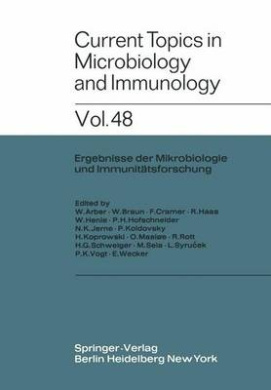 Current Topics in
Microbiology
and Immunology
Vol. 48
Ergebnisse der Mikrobiologie
und Immunitätsforschung
Edited by
W. Arber · W. Braun · F. Cramer · R. Haas
W. Henle · P. H. Hofschneider
N. K. Jerne · P. Koldovsky
H. Koprowski · O. Maaløe · R. Rott
H. G. Schweiger · M. Sela · L. Syruček
P. K. Vogt · E. Wecker
Springer-Verlag
Berlin Heidelberg New York